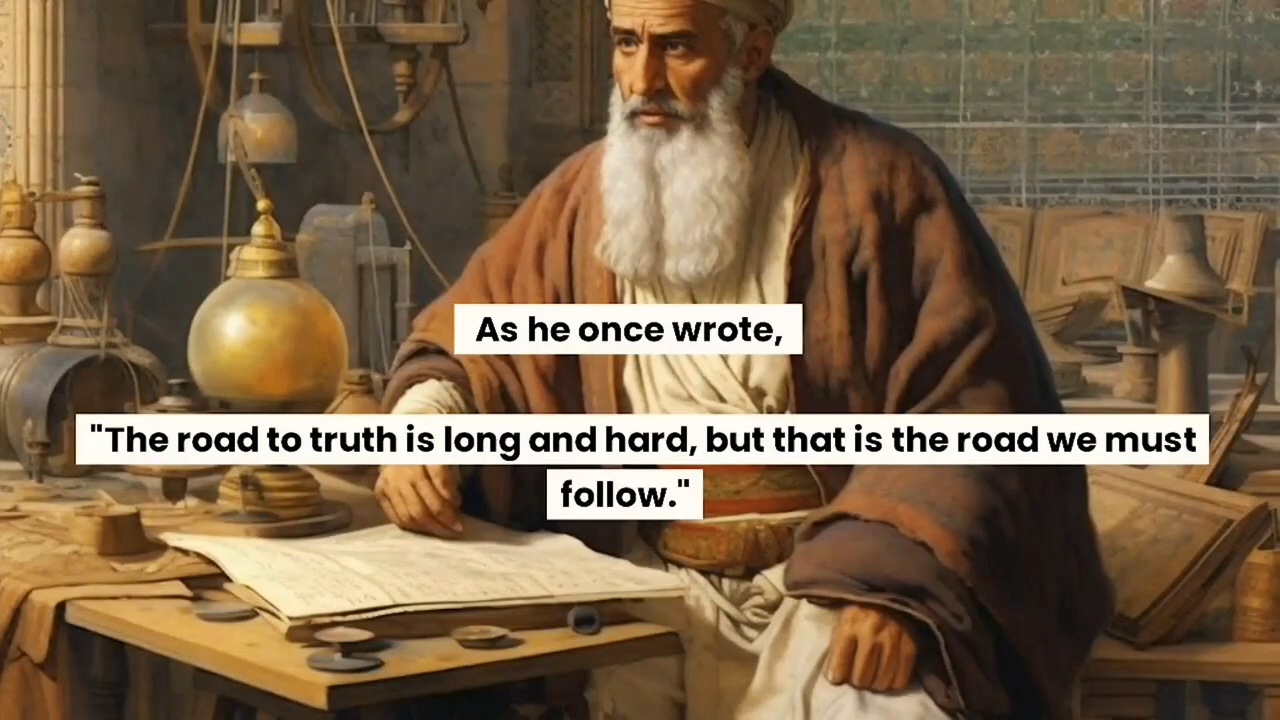 As he once wrote,
"The road to truth is long and hard, but that is the road we must
follow."